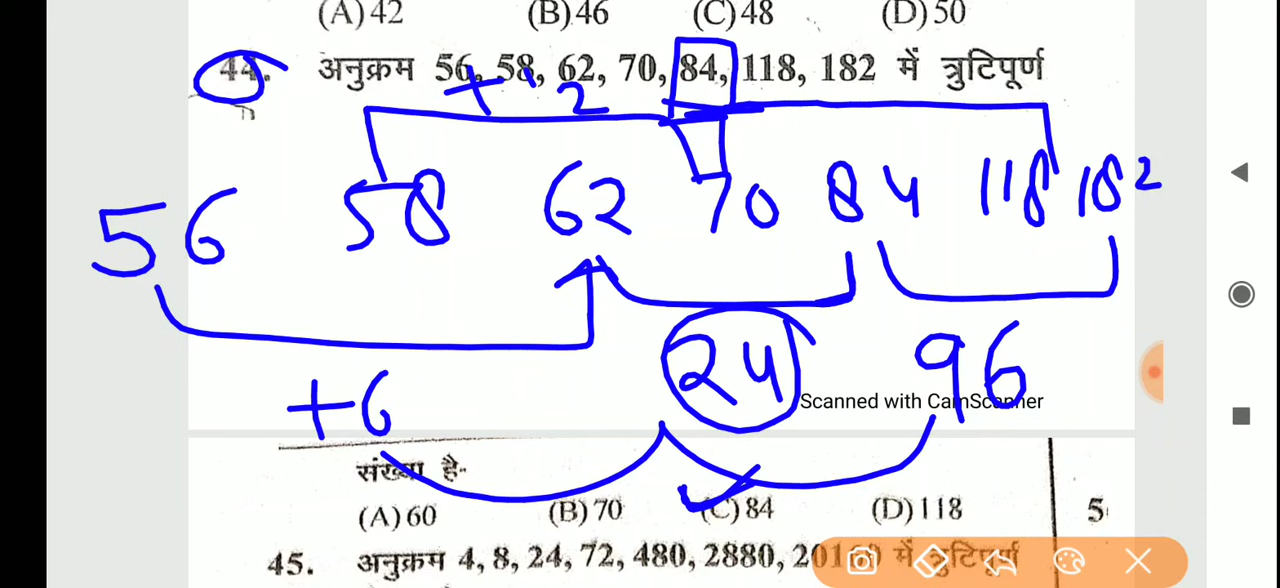 (A) 42 (B) 46 (C) 48 (D) 50
44. अनुक्रम 56, 58, 62, 70, 84, 118, 182 में त्रुटिपूर्ण
+ 2
56 58 62 70 84 118 182
24 96
+6
Scanned with CamScanner
संख्या है-
(A) 60 (B) 70 (C) 84 (D) 118 5
45. अनुक्रम 4, 8, 24, 72, 480, 2880, 20160 में त्रुटिपूर्ण